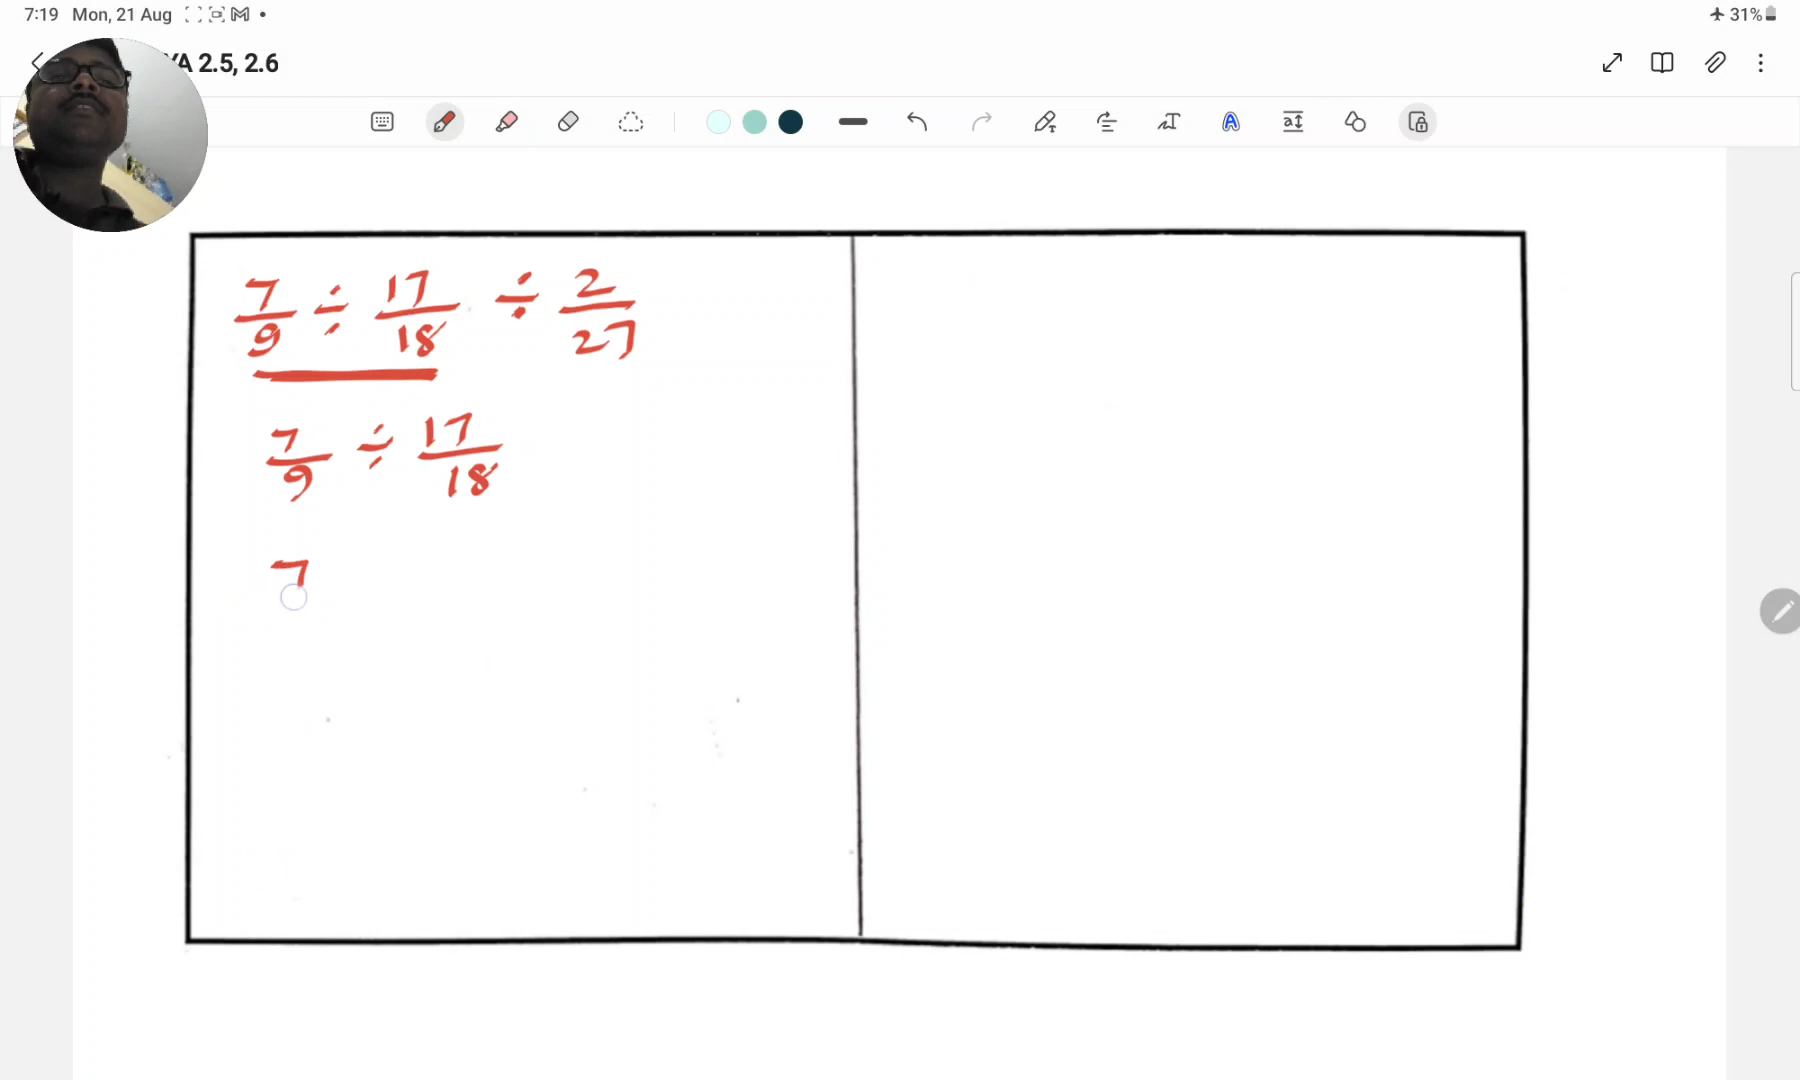 7:19 Mon, 21 Aug
31%
YA 2.5, 2.6
7/9 ÷ 17/18 ÷ 2/27
7/9 ÷ 17/18
7